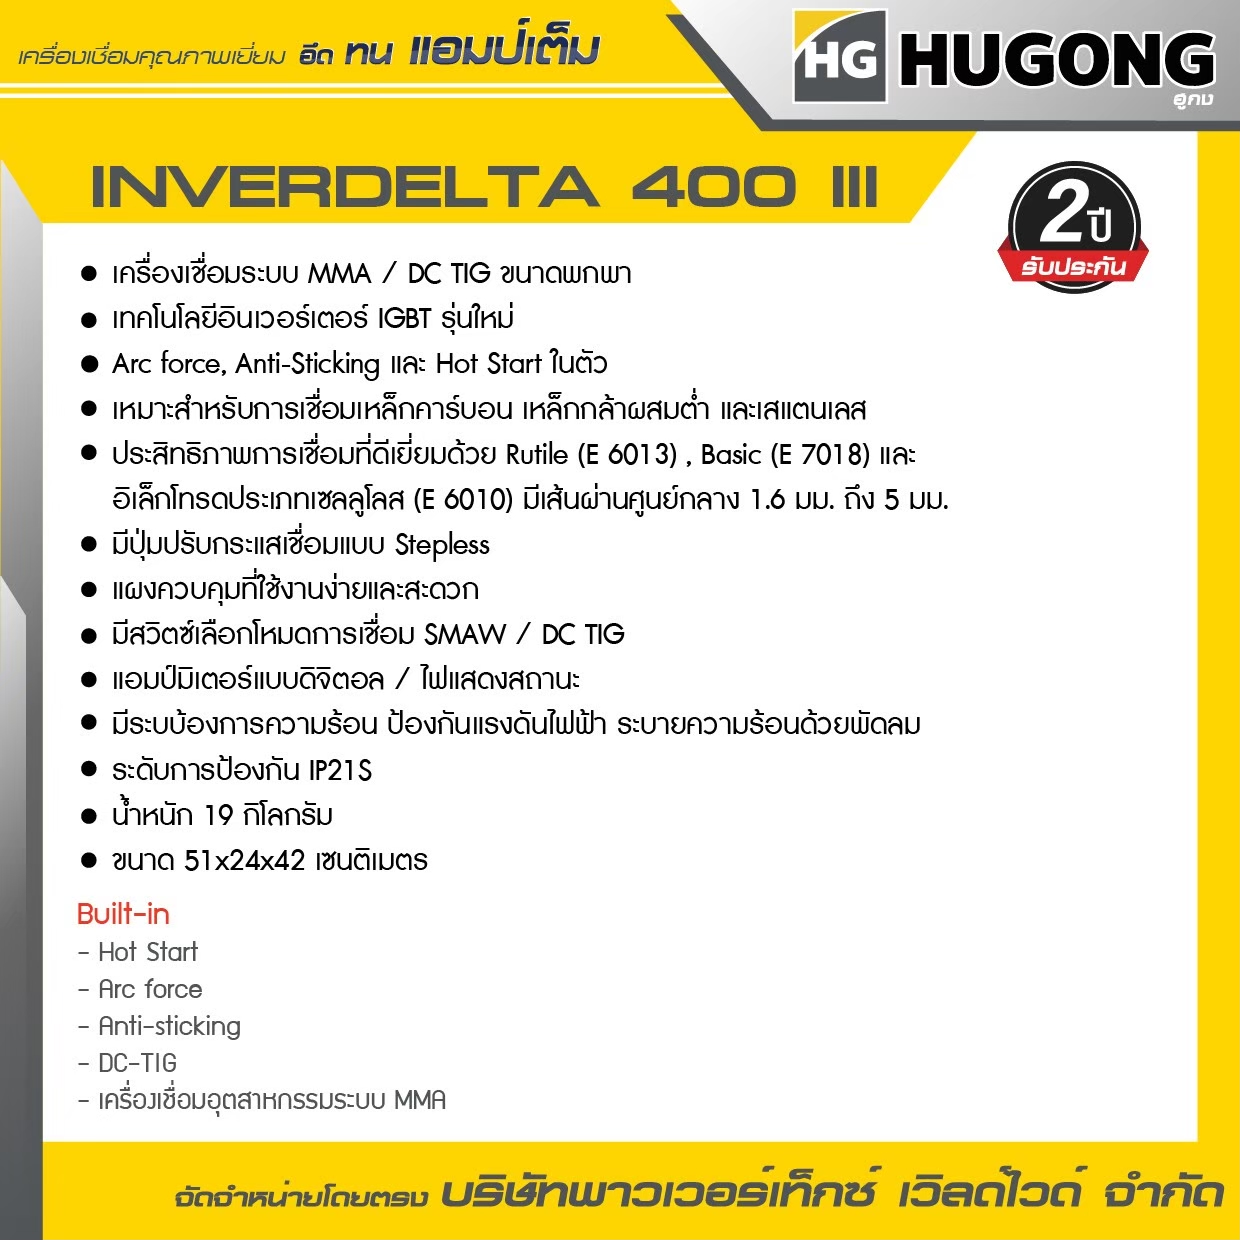 เครื่องเชื่อมคุณภาพเยี่ยม อึด ทน แอมป์เต็ม
HG HUGONG
ฮูกง
INVERDELTA 400 III
2 ปี
รับประกัน
● เครื่องเชื่อมระบบ MMA / DC TIG ขนาดพกพา
● เทคโนโลยีอินเวอร์เตอร์ IGBT รุ่นใหม่
● Arc force, Anti-Sticking และ Hot Start ในตัว
● เหมาะสำหรับการเชื่อมเหล็กคาร์บอน เหล็กกล้าผสมต่ำ และเสแตนเลส
● ประสิทธิภาพการเชื่อมที่ดีเยี่ยมด้วย Rutile (E 6013) , Basic (E 7018) และ
อิเล็กโทรดประเภทเซลลูโลส (E 6010) มีเส้นผ่านศูนย์กลาง 1.6 มม. ถึง 5 มม.
● มีปุ่มปรับกระแสเชื่อมแบบ Stepless
● แผงควบคุมที่ใช้งานง่ายและสะดวก
● มีสวิตซ์เลือกโหมดการเชื่อม SMAW / DC TIG
● แอมป์มิเตอร์แบบดิจิตอล / ไฟแสดงสถานะ
● มีระบบ้องการความร้อน ป้องกันแรงดันไฟฟ้า ระบายความร้อนด้วยพัดลม
● ระดับการป้องกัน IP21S
● น้ำหนัก 19 กิโลกรัม
● ขนาด 51x24x42 เซนติเมตร
Built-in
- Hot Start
- Arc force
- Anti-sticking
- DC-TIG
- เครื่องเชื่อมอุตสาหกรรมระบบ MMA
จัดจำหน่ายโดยตรง บริษัทพาวเวอร์เท็กซ์ เวิลด์ไวด์ จำกัด